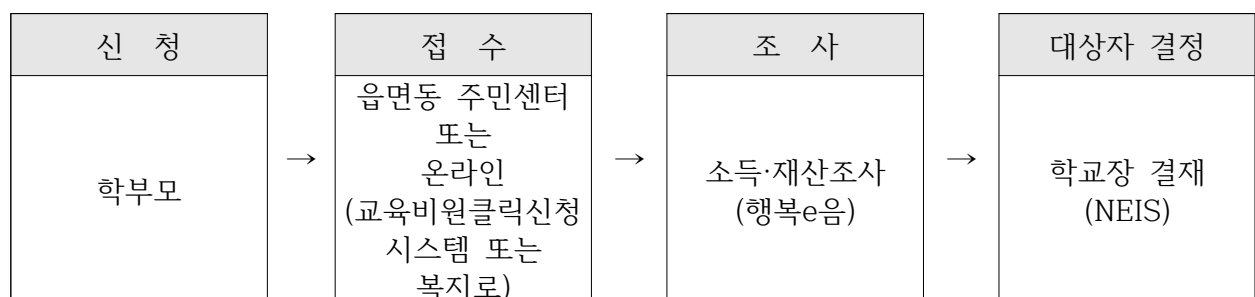 신 청
학부모
→
접 수
읍면동 주민센터
또는
온라인
(교육비원클릭신청
시스템 또는
복지로)
→
조 사
소득·재산조사
(행복e음)
→
대상자 결정
학교장 결재
(NEIS)